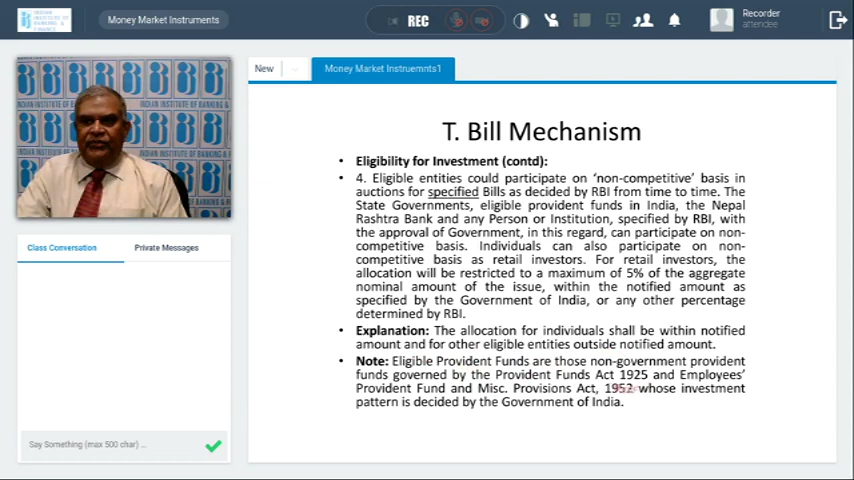 INDIAN
INSTITUTE OF
BANKING &
FINANCE
Money Market Instruments
REC
Recorder
attendee
New
Money Market Instruemnts1
T. Bill Mechanism
• Eligibility for Investment (contd):
• 4. Eligible entities could participate on ‘non-competitive’ basis in
auctions for specified Bills as decided by RBI from time to time. The
State Governments, eligible provident funds in India, the Nepal
Rashtra Bank and any Person or Institution, specified by RBI, with
the approval of Government, in this regard, can participate on non-
competitive basis. Individuals can also participate on non-
competitive basis as retail investors. For retail investors, the
allocation will be restricted to a maximum of 5% of the aggregate
nominal amount of the issue, within the notified amount as
specified by the Government of India, or any other percentage
determined by RBI.
• Explanation: The allocation for individuals shall be within notified
amount and for other eligible entities outside notified amount.
• Note: Eligible Provident Funds are those non-government provident
funds governed by the Provident Funds Act 1925 and Employees’
Provident Fund and Misc. Provisions Act, 1952 whose investment
pattern is decided by the Government of India.
Class Conversation
Private Messages
Say Something (max 500 char) ...